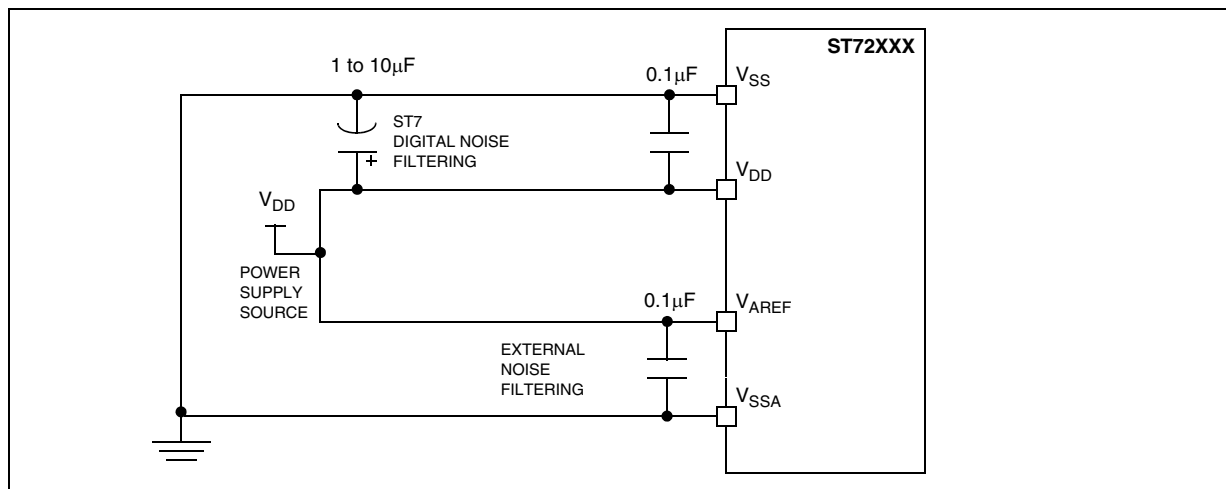 ST72XXX
1 to 10μF
0.1μF
VSS
ST7
DIGITAL NOISE
FILTERING
+
VDD
VDD
POWER
SUPPLY
SOURCE
0.1μF
VAREF
EXTERNAL
NOISE
FILTERING
VSSA